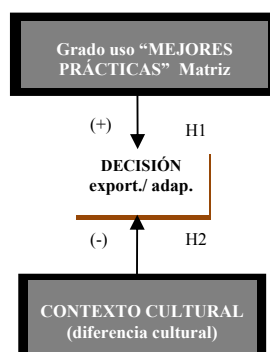 Grado uso “MEJORES
PRÁCTICAS” Matriz
(+) H1
DECISIÓN
export./ adap.
(-) H2
CONTEXTO CULTURAL
(diferencia cultural)